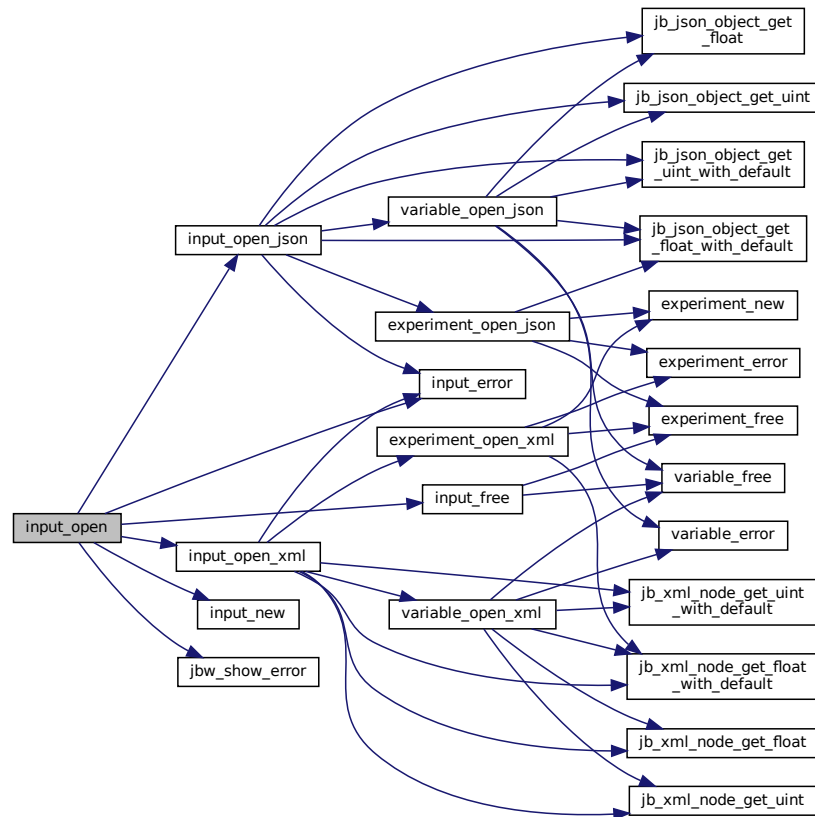 jb_json_object_get
_float
jb_json_object_get_uint
jb_json_object_get
_uint_with_default
variable_open_json
jb_json_object_get
_float_with_default
input_open_json
experiment_new
experiment_open_json
experiment_error
input_error
experiment_free
experiment_open_xml
variable_free
input_free
input_open
variable_error
input_open_xml
jb_xml_node_get_uint
_with_default
input_new
variable_open_xml
jb_xml_node_get_float
_with_default
jbw_show_error
jb_xml_node_get_float
jb_xml_node_get_uint